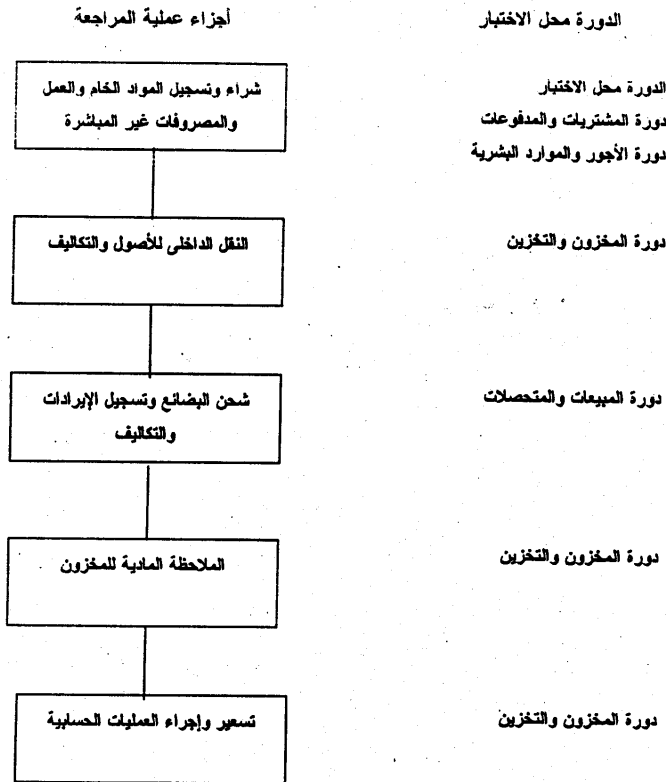 الدورة محل الاختبار
أجزاء عملية المراجعة
الدورة محل الاختبار
دورة المشتريات والمدفوعات
دورة الأجور والموارد البشرية
شراء وتسجيل المواد الخام والعمل
والمصروفات غير المباشرة
دورة المخزون والتخزين
النقل الداخلى للأصول والتكاليف
دورة المبيعات والمتحصلات
شحن البضائع وتسجيل الإيرادات
والتكاليف
دورة المخزون والتخزين
الملاحظة المادية للمخزون
دورة المخزون والتخزين
تسعير وإجراء العمليات الحسابية